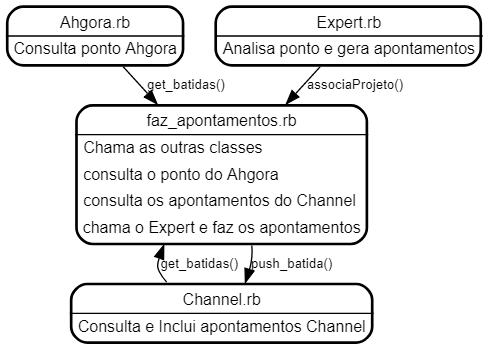 Ahgora.rb
Consulta ponto Ahgora
Expert.rb
Analisa ponto e gera apontamentos
get_batidas()
associaProjeto()
faz_apontamentos.rb
Chama as outras classes
consulta o ponto do Ahgora
consulta os apontamentos do Channel
chama o Expert e faz os apontamentos
get_batidas()
push_batida()
Channel.rb
Consulta e Inclui apontamentos Channel